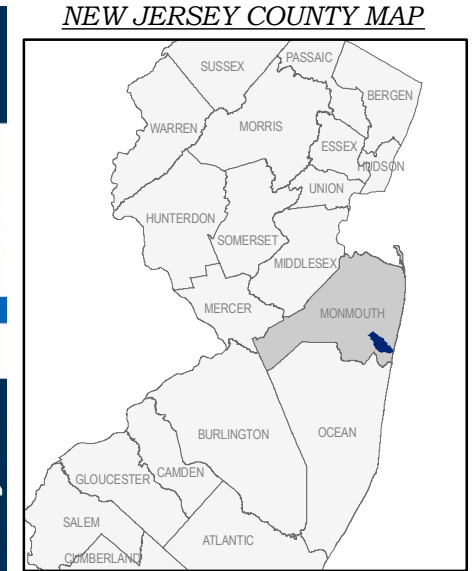 NEW JERSEY COUNTY MAP
SUSSEX
PASSAIC
BERGEN
WARREN
MORRIS
ESSEX
HUDSON
UNION
HUNTERDON
SOMERSET
MIDDLESEX
MERCER
MONMOUTH
BURLINGTON
OCEAN
CAMDEN
GLOUCESTER
SALEM
ATLANTIC
CUMBERLAND